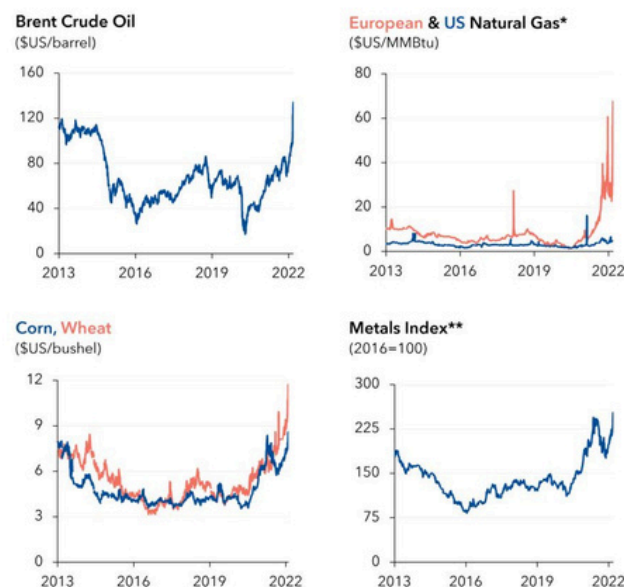 Brent Crude Oil
($US/barrel)
160
120
80
40
0
2013 2016 2019 2022
European & US Natural Gas*
($US/MMBtu)
80
60
40
20
0
2013 2016 2019 2022
Corn, Wheat
($US/bushel)
12
9
6
3
0
2013 2016 2019 2022
Metals Index**
(2016=100)
300
225
150
75
0
2013 2016 2019 2022